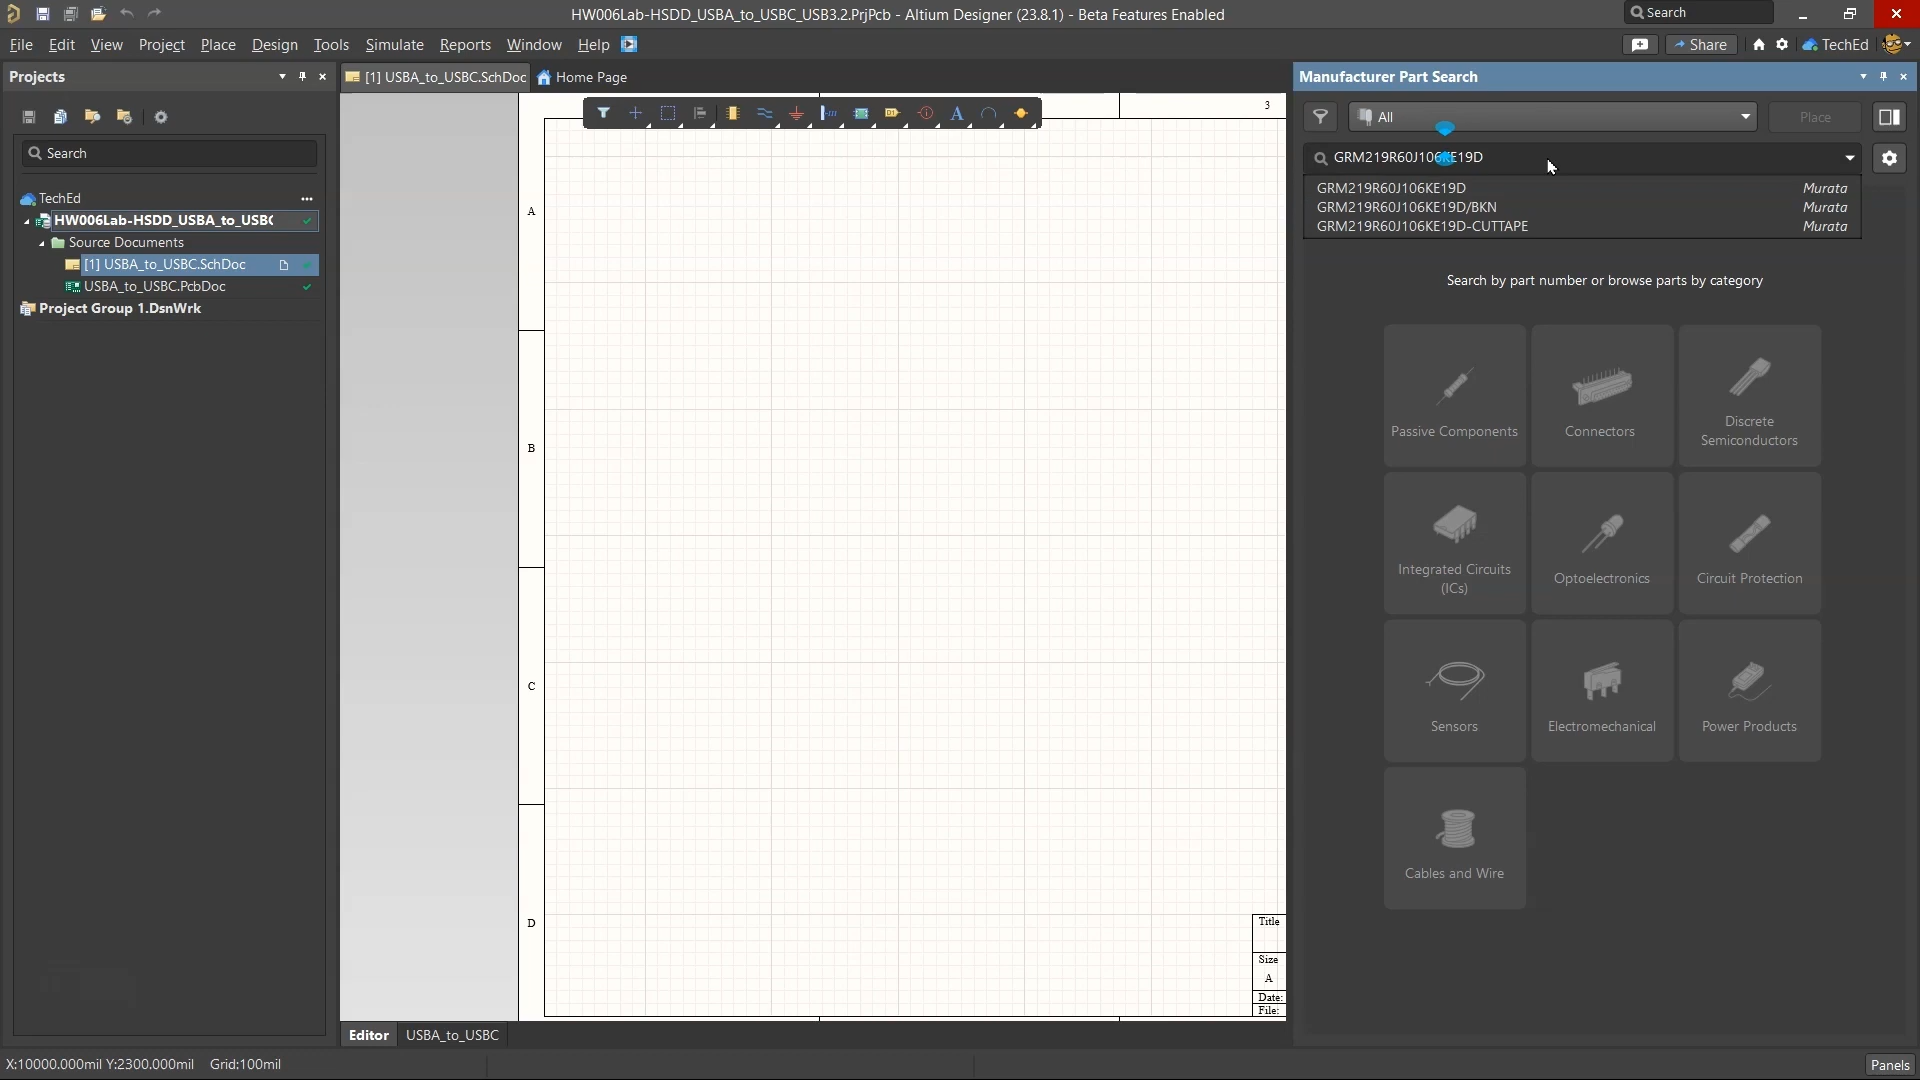 HW006Lab-HSDD_USBA_to_USBC_USB3.2.PrjPcb - Altium Designer (23.8.1) - Beta Features Enabled
Search
File Edit View Project Place Design Tools Simulate Reports Window Help
Share
TechEd
Projects
[1] USBA_to_USBC.SchDoc
Home Page
Manufacturer Part Search
3
All
Place
Search
GRM219R60J106KE19D
GRM219R60J106KE19D Murata
GRM219R60J106KE19D/BKN Murata
GRM219R60J106KE19D-CUTTAPE Murata
TechEd
HW006Lab-HSDD_USBA_to_USBC
Source Documents
[1] USBA_to_USBC.SchDoc
USBA_to_USBC.PcbDoc
Project Group 1.DsnWrk
A
B
C
D
Search by part number or browse parts by category
Passive Components
Connectors
Discrete
Semiconductors
Integrated Circuits
(ICs)
Optoelectronics
Circuit Protection
Sensors
Electromechanical
Power Products
Cables and Wire
Title
Size
A
Date:
File:
Editor
USBA_to_USBC
X:10000.000mil Y:2300.000mil Grid:100mil
Panels